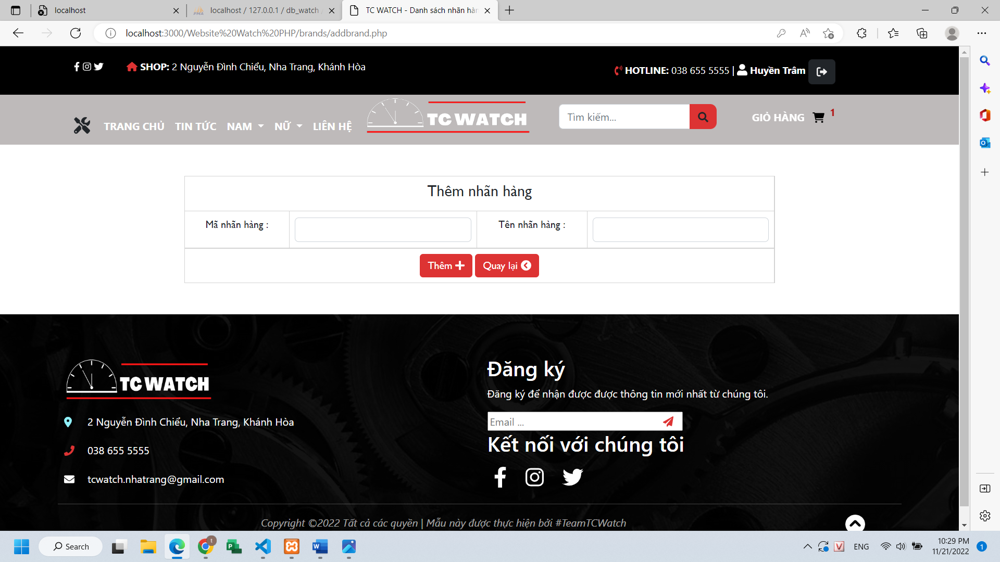 localhost
localhost / 127.0.0.1 / db_watch /
TC WATCH - Danh sách nhãn hàn
localhost:3000/Website%20Watch%20PHP/brands/addbrand.php
SHOP: 2 Nguyễn Đình Chiểu, Nha Trang, Khánh Hòa
HOTLINE: 038 655 5555 | Huyền Trâm
TRANG CHỦ TIN TỨC NAM NỮ LIÊN HỆ
TC WATCH
Tìm kiếm...
GIỎ HÀNG 1
Thêm nhãn hàng
Mã nhãn hàng :
Tên nhãn hàng :
Thêm
Quay lại
TC WATCH
2 Nguyễn Đình Chiểu, Nha Trang, Khánh Hòa
038 655 5555
tcwatch.nhatrang@gmail.com
Đăng ký
Đăng ký để nhận được được thông tin mới nhất từ chúng tôi.
Email ...
Kết nối với chúng tôi
Copyright ©2022 Tất cả các quyền | Mẫu này được thực hiện bởi #TeamTCWatch
Search
ENG
10:29 PM
11/21/2022
1